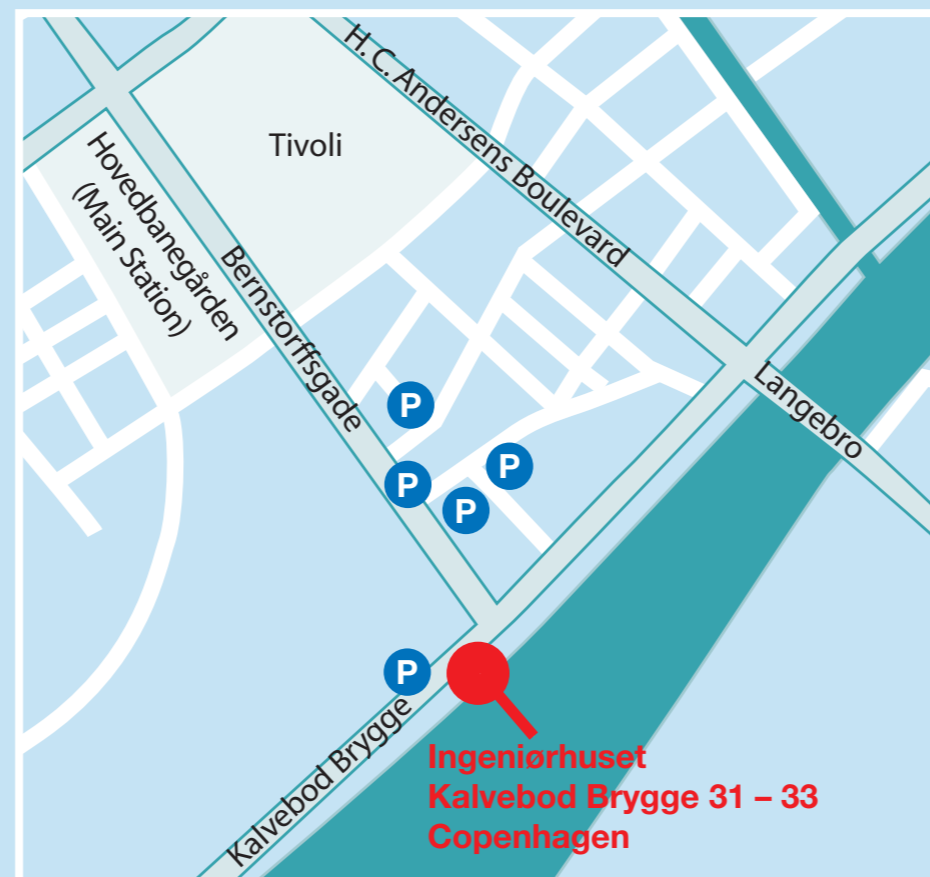 H. C. Andersens Boulevard
Tivoli
Hovedbanegården
(Main Station)
Bernstorffsgade
Langebro
P
P
P
P
P
Kalvebod Brygge
Ingeniørhuset
Kalvebod Brygge 31 – 33
Copenhagen